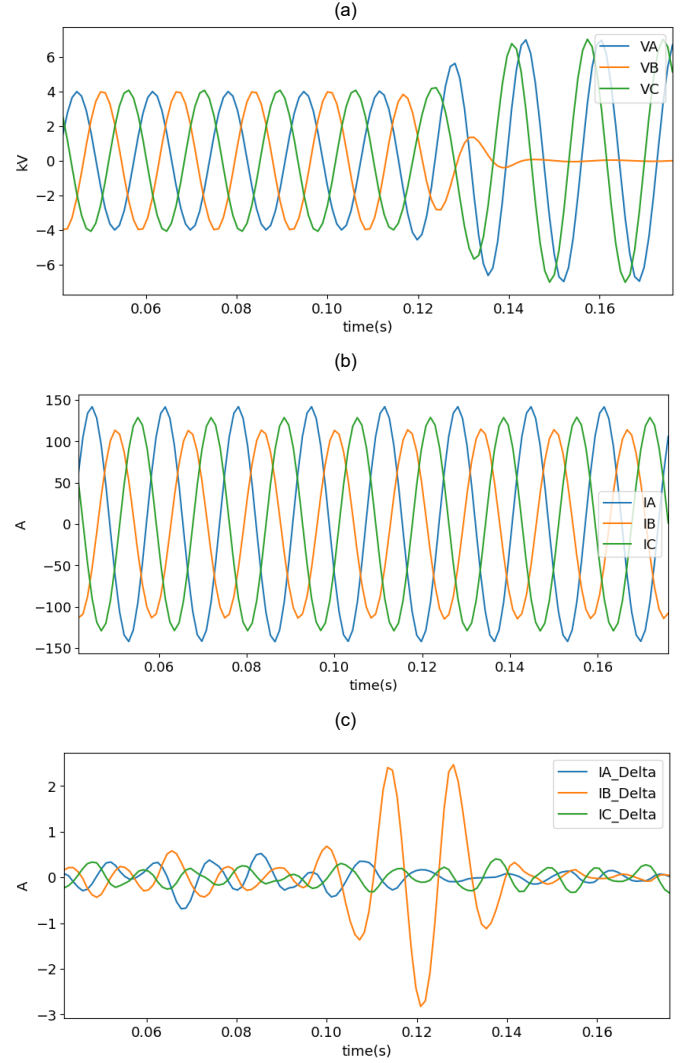 (a)
6
4
2
0
−2
−4
−6
kV
VA
VB
VC
0.06
0.08
0.10
0.12
0.14
0.16
time(s)
(b)
150
100
50
0
−50
−100
−150
A
IA
IB
IC
0.06
0.08
0.10
0.12
0.14
0.16
time(s)
(c)
2
1
0
−1
−2
−3
A
IA_Delta
IB_Delta
IC_Delta
0.06
0.08
0.10
0.12
0.14
0.16
time(s)